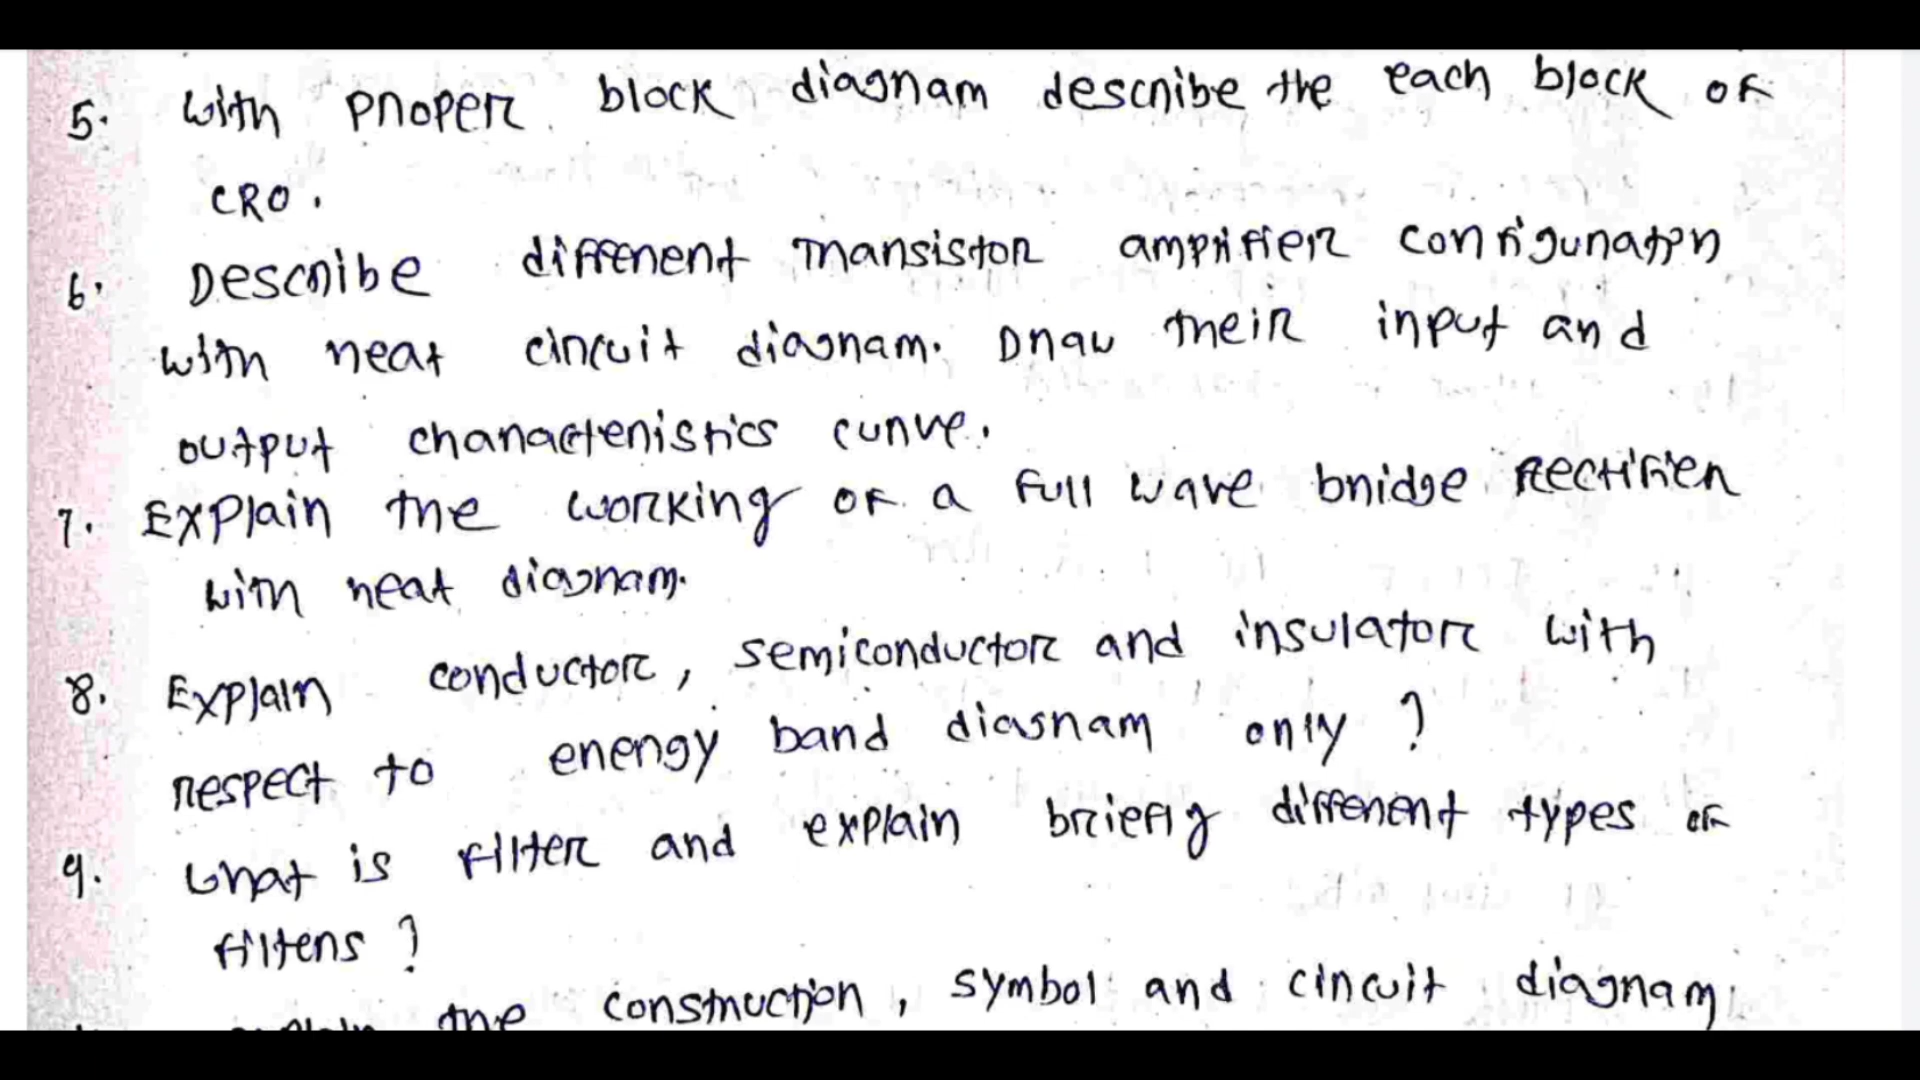 5. with proper block diagram describe the each block of
CRO.
6. Describe different transistor amplifier configuration
with neat circuit diagram. Draw their input and
output characteristics curve.
7. Explain the working of a full wave bridge rectifier
with neat diagram.
8. Explain conductor, semiconductor and insulator with
respect to energy band diagram only ?
9. what is filter and explain briefly different types of
filters ?
explain the construction, symbol and circuit diagram